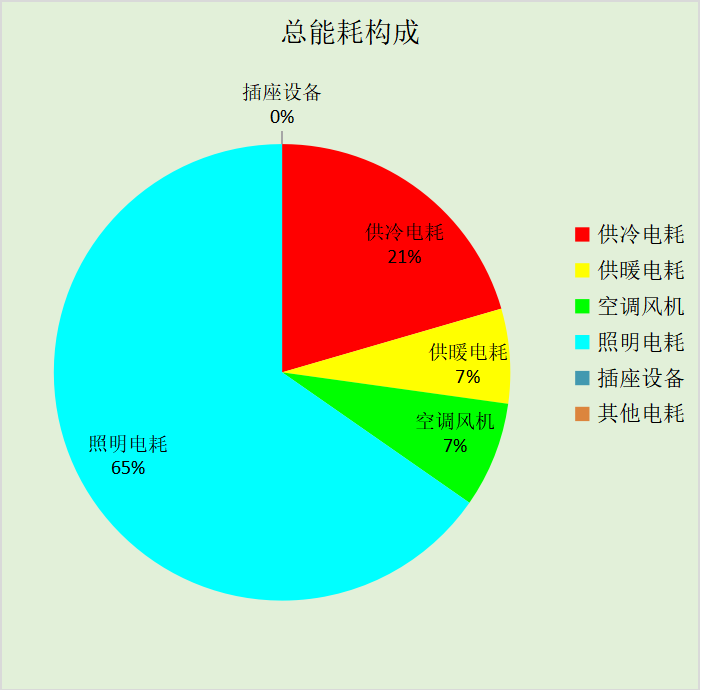 总能耗构成
插座设备
0%
供冷电耗
21%
供暖电耗
7%
空调风机
7%
照明电耗
65%
供冷电耗
供暖电耗
空调风机
照明电耗
插座设备
其他电耗